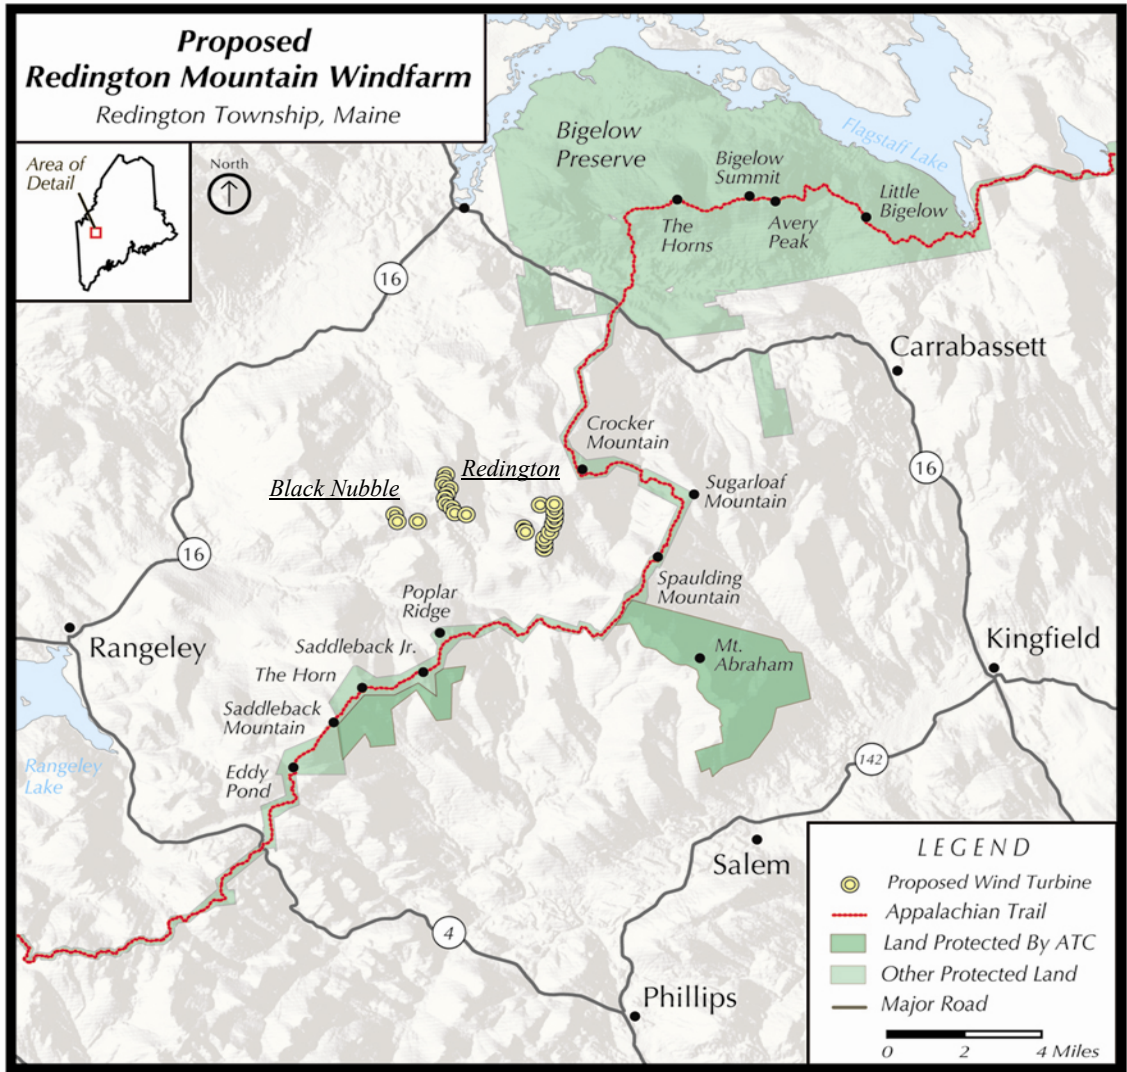 Proposed
Redington Mountain Windfarm
Redington Township, Maine
Area of
Detail
North
Bigelow
Preserve
Flagstaff Lake
Bigelow
Summit
Little
Bigelow
The
Horns
Avery
Peak
16
Carrabassett
Crocker
Mountain
Redington
Black Nubble
16
Sugarloaf
Mountain
16
Spaulding
Mountain
Poplar
Ridge
Rangeley
Saddleback Jr.
Mt.
Abraham
Kingfield
The Horn
Saddleback
Mountain
Rangeley
Lake
Eddy
Pond
142
Salem
4
Phillips
LEGEND
Proposed Wind Turbine
Appalachian Trail
Land Protected By ATC
Other Protected Land
Major Road
0 2 4 Miles